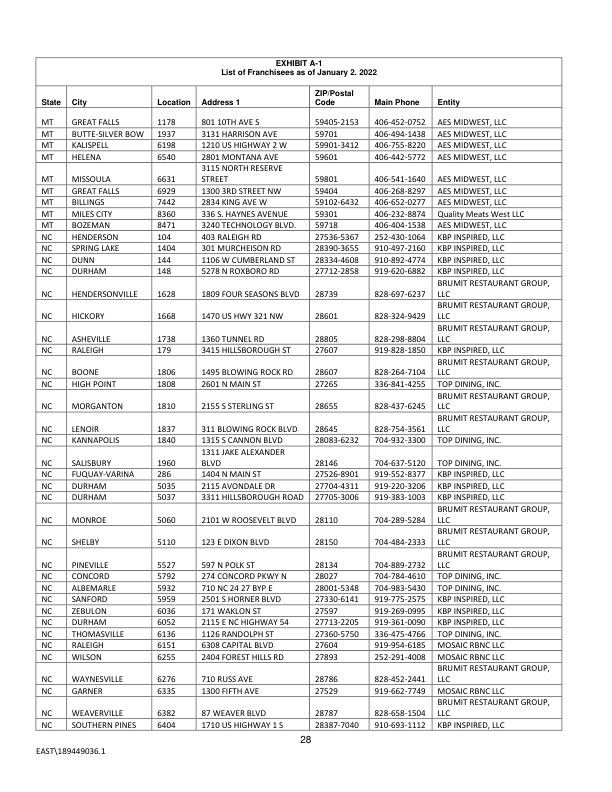 EXHIBIT A-1
List of Franchisees as of January 2. 2022
State City Location Address 1 ZIP/Postal Code Main Phone Entity
MT GREAT FALLS 1178 801 10TH AVE S 59405-2153 406-452-0752 AES MIDWEST, LLC
MT BUTTE-SILVER BOW 1937 3131 HARRISON AVE 59701 406-494-1438 AES MIDWEST, LLC
MT KALISPELL 6198 1210 US HIGHWAY 2 W 59901-3412 406-755-8220 AES MIDWEST, LLC
MT HELENA 6540 2801 MONTANA AVE 59601 406-442-5772 AES MIDWEST, LLC
MT MISSOULA 6631 3115 NORTH RESERVE STREET 59801 406-541-1640 AES MIDWEST, LLC
MT GREAT FALLS 6929 1300 3RD STREET NW 59404 406-268-8297 AES MIDWEST, LLC
MT BILLINGS 7442 2834 KING AVE W 59102-6432 406-652-0277 AES MIDWEST, LLC
MT MILES CITY 8360 336 S. HAYNES AVENUE 59301 406-232-8874 Quality Meats West LLC
MT BOZEMAN 8471 3240 TECHNOLOGY BLVD. 59718 406-404-1538 AES MIDWEST, LLC
NC HENDERSON 104 403 RALEIGH RD 27536-5367 252-430-1064 KBP INSPIRED, LLC
NC SPRING LAKE 1404 301 MURCHEISON RD 28390-3655 910-497-2160 KBP INSPIRED, LLC
NC DUNN 144 1106 W CUMBERLAND ST 28334-4608 910-892-4774 KBP INSPIRED, LLC
NC DURHAM 148 5278 N ROXBORO RD 27712-2858 919-620-6882 KBP INSPIRED, LLC
NC HENDERSONVILLE 1628 1809 FOUR SEASONS BLVD 28739 828-697-6237 BRUMIT RESTAURANT GROUP, LLC
NC HICKORY 1668 1470 US HWY 321 NW 28601 828-324-9429 BRUMIT RESTAURANT GROUP, LLC
NC ASHEVILLE 1738 1360 TUNNEL RD 28805 828-298-8804 BRUMIT RESTAURANT GROUP, LLC
NC RALEIGH 179 3415 HILLSBOROUGH ST 27607 919-828-1850 KBP INSPIRED, LLC
NC BOONE 1806 1495 BLOWING ROCK RD 28607 828-264-7104 BRUMIT RESTAURANT GROUP, LLC
NC HIGH POINT 1808 2601 N MAIN ST 27265 336-841-4255 TOP DINING, INC.
NC MORGANTON 1810 2155 S STERLING ST 28655 828-437-6245 BRUMIT RESTAURANT GROUP, LLC
NC LENOIR 1837 311 BLOWING ROCK BLVD 28645 828-754-3561 BRUMIT RESTAURANT GROUP, LLC
NC KANNAPOLIS 1840 1315 S CANNON BLVD 28083-6232 704-932-3300 TOP DINING, INC.
NC SALISBURY 1960 1311 JAKE ALEXANDER BLVD 28146 704-637-5120 TOP DINING, INC.
NC FUQUAY-VARINA 286 1404 N MAIN ST 27526-8901 919-552-8377 KBP INSPIRED, LLC
NC DURHAM 5035 2115 AVONDALE DR 27704-4311 919-220-3206 KBP INSPIRED, LLC
NC DURHAM 5037 3311 HILLSBOROUGH ROAD 27705-3006 919-383-1003 KBP INSPIRED, LLC
NC MONROE 5060 2101 W ROOSEVELT BLVD 28110 704-289-5284 BRUMIT RESTAURANT GROUP, LLC
NC SHELBY 5110 123 E DIXON BLVD 28150 704-484-2333 BRUMIT RESTAURANT GROUP, LLC
NC PINEVILLE 5527 597 N POLK ST 28134 704-889-2732 BRUMIT RESTAURANT GROUP, LLC
NC CONCORD 5792 274 CONCORD PKWY N 28027 704-784-4610 TOP DINING, INC.
NC ALBEMARLE 5932 710 NC 24 27 BYP E 28001-5348 704-983-5430 TOP DINING, INC.
NC SANFORD 5959 2501 S HORNER BLVD 27330-6141 919-775-2575 KBP INSPIRED, LLC
NC ZEBULON 6036 171 WAKLON ST 27597 919-269-0995 KBP INSPIRED, LLC
NC DURHAM 6052 2115 E NC HIGHWAY 54 27713-2205 919-361-0090 KBP INSPIRED, LLC
NC THOMASVILLE 6136 1126 RANDOLPH ST 27360-5750 336-475-4766 TOP DINING, INC.
NC RALEIGH 6151 6308 CAPITAL BLVD 27604 919-954-6185 MOSAIC RBNC LLC
NC WILSON 6255 2404 FOREST HILLS RD 27893 252-291-4008 MOSAIC RBNC LLC
NC WAYNESVILLE 6276 710 RUSS AVE 28786 828-452-2441 BRUMIT RESTAURANT GROUP, LLC
NC GARNER 6335 1300 FIFTH AVE 27529 919-662-7749 MOSAIC RBNC LLC
NC WEAVERVILLE 6382 87 WEAVER BLVD 28787 828-658-1504 BRUMIT RESTAURANT GROUP, LLC
NC SOUTHERN PINES 6404 1710 US HIGHWAY 1 S 28387-7040 910-693-1112 KBP INSPIRED, LLC
28
EAST\189449036.1